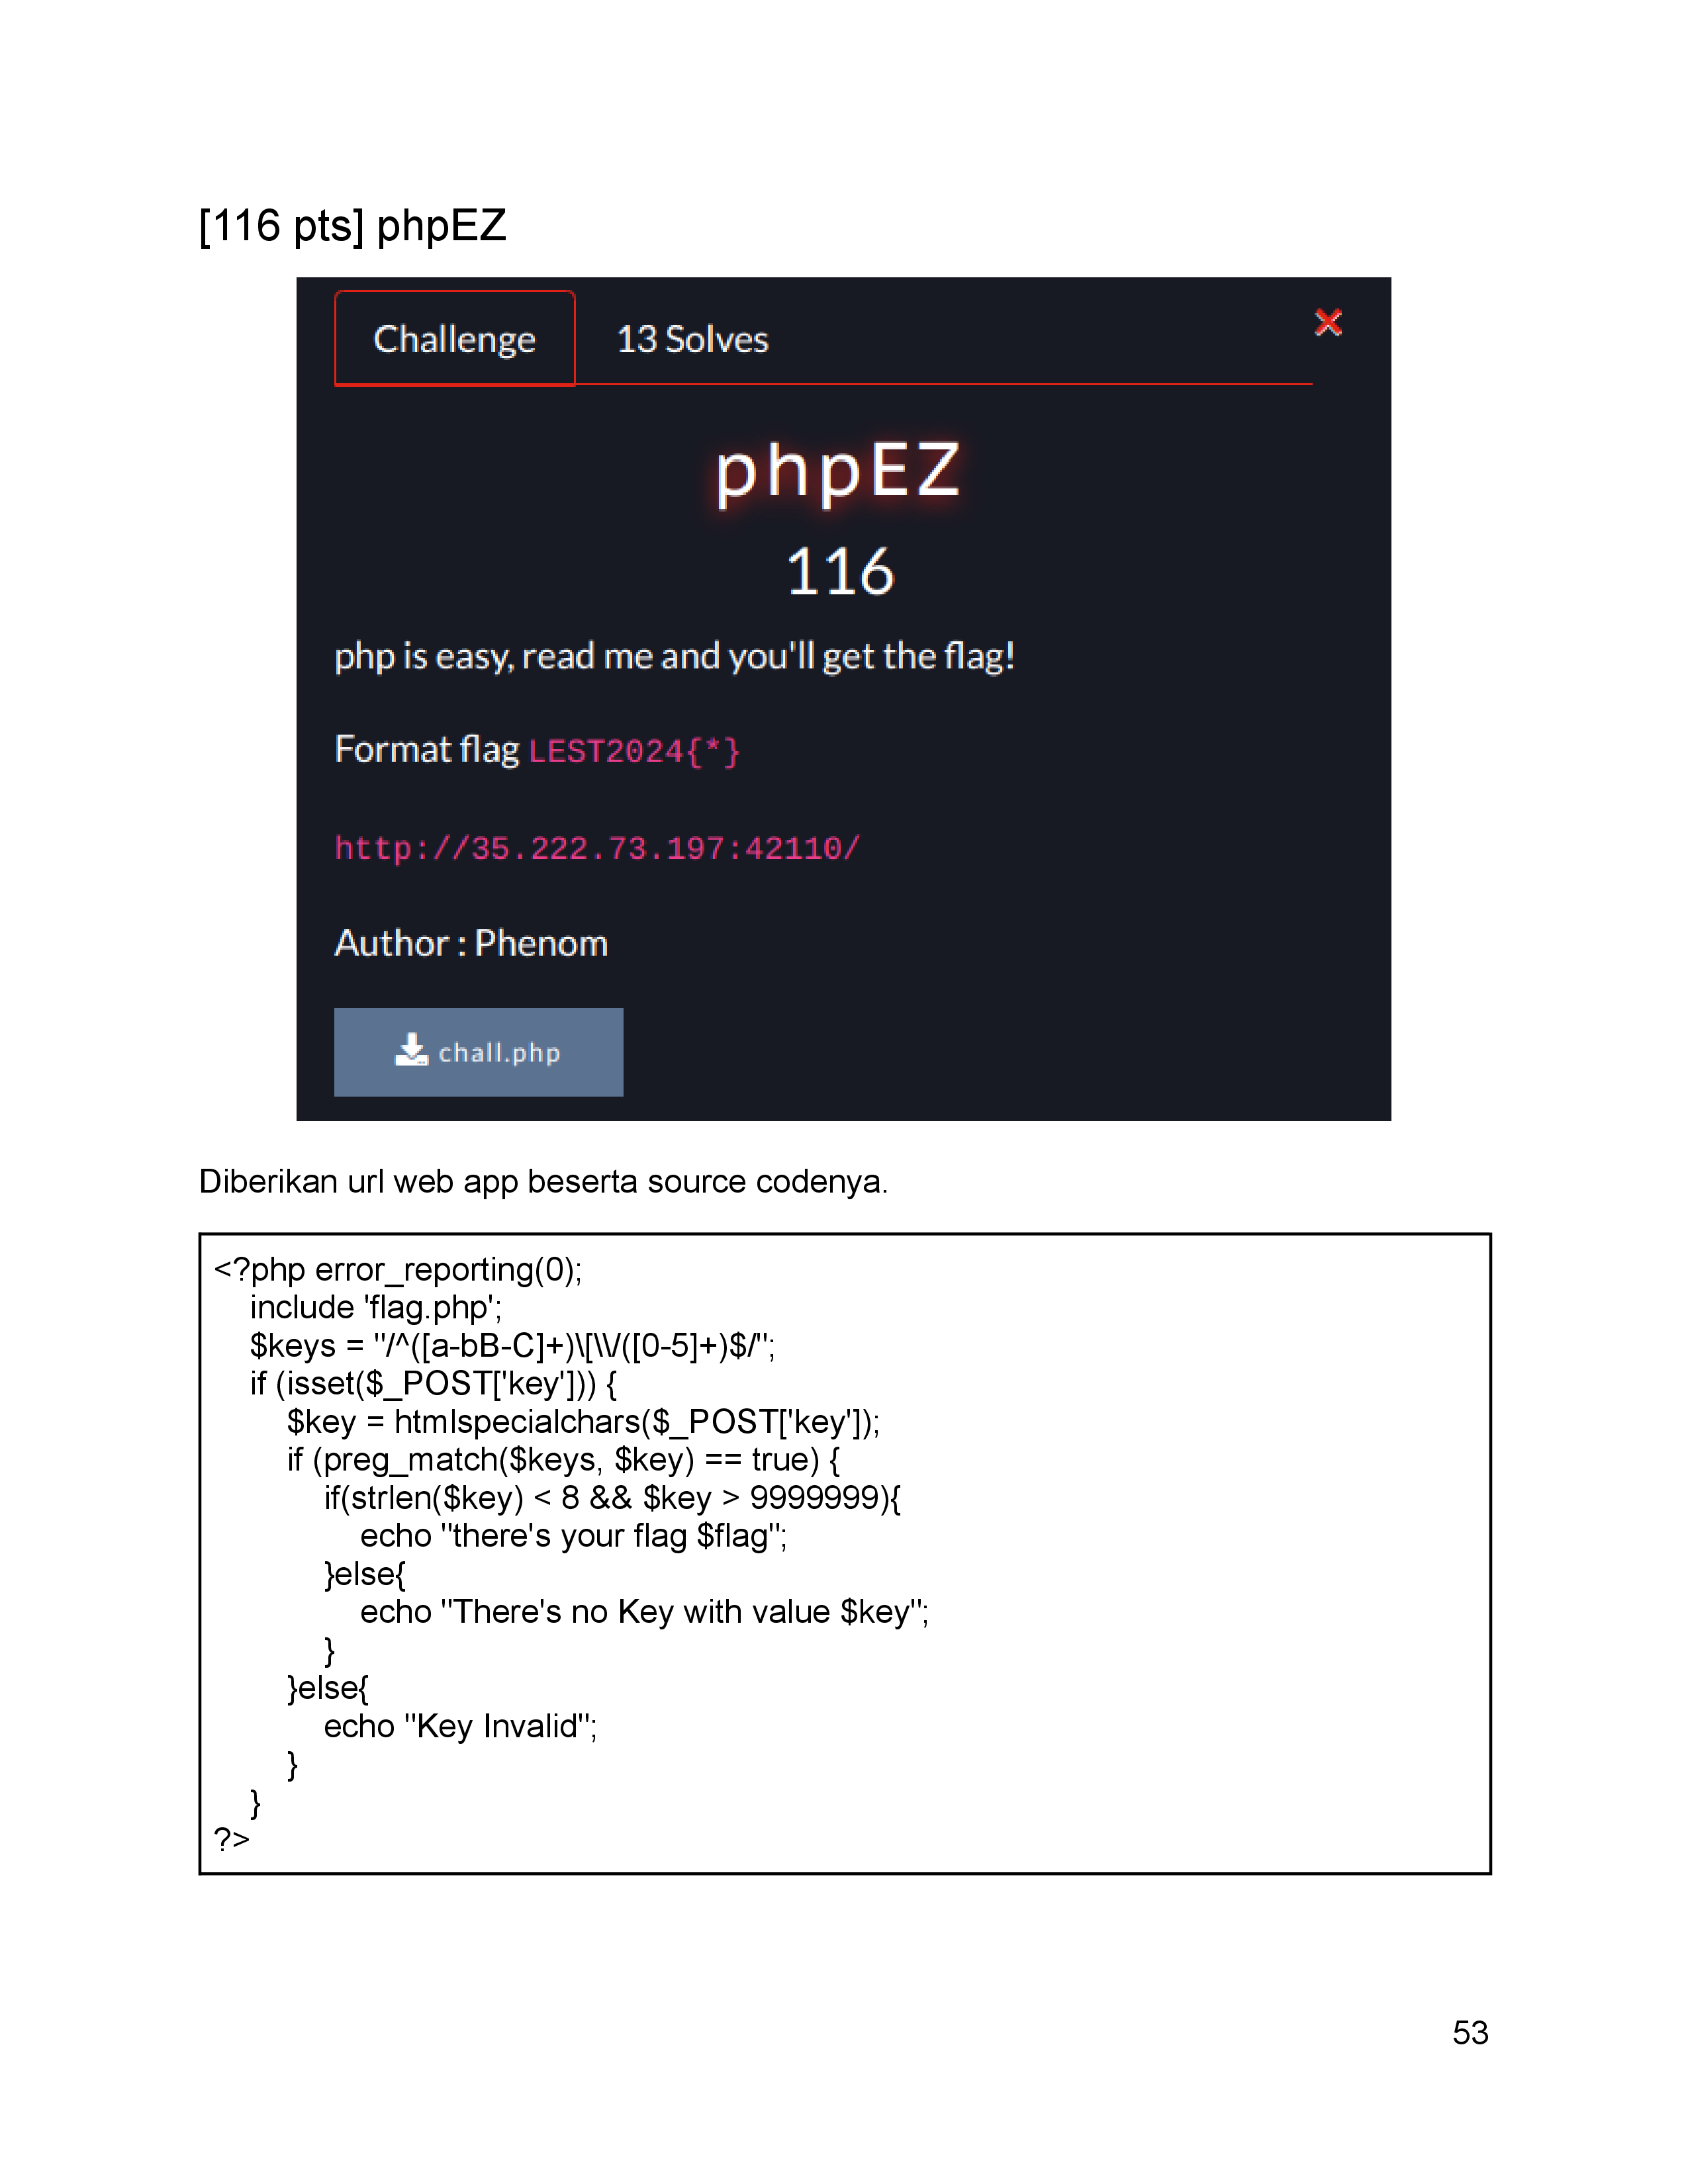 [116 pts] phpEZ
Challenge
13 Solves
phpEZ
116
php is easy, read me and you'll get the flag!
Format flag LEST2024{*}
http://35.222.73.197:42110/
Author : Phenom
chall.php
Diberikan url web app beserta source codenya.
<?php error_reporting(0);
include 'flag.php';
$keys = "/^([a-bB-C]+)\[\\/([0-5]+)$/";
if (isset($_POST['key'])) {
$key = htmlspecialchars($_POST['key']);
if (preg_match($keys, $key) == true) {
if(strlen($key) < 8 && $key > 9999999){
echo "there's your flag $flag";
}else{
echo "There's no Key with value $key";
}
}else{
echo "Key Invalid";
}
}
?>
53